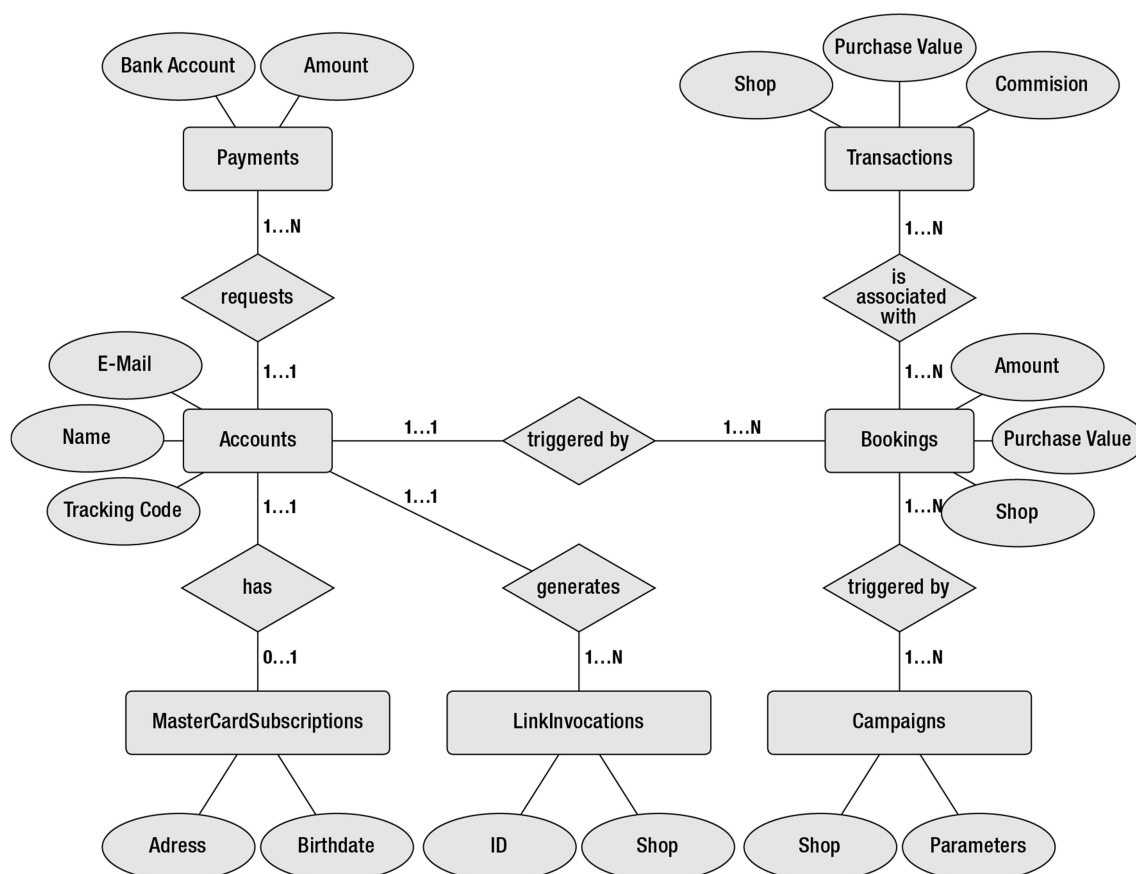 Purchase Value
Bank Account
Amount
Shop
Commision
Payments
Transactions
1...N
1...N
requests
is
associated
with
E-Mail
1...1
1...N
Amount
Name
Accounts
1...1
triggered by
1...N
Bookings
Purchase Value
Tracking Code
1...1
1...1
1...N
Shop
has
generates
triggered by
0...1
1...N
1...N
MasterCardSubscriptions
LinkInvocations
Campaigns
Adress
Birthdate
ID
Shop
Shop
Parameters